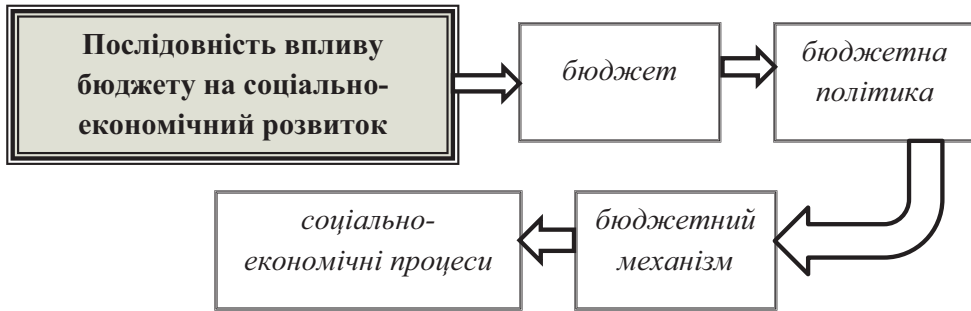 Послідовність впливу
бюджету на соціально-
економічний розвиток
бюджет
бюджетна
політика
соціально-
економічні процеси
бюджетний
механізм